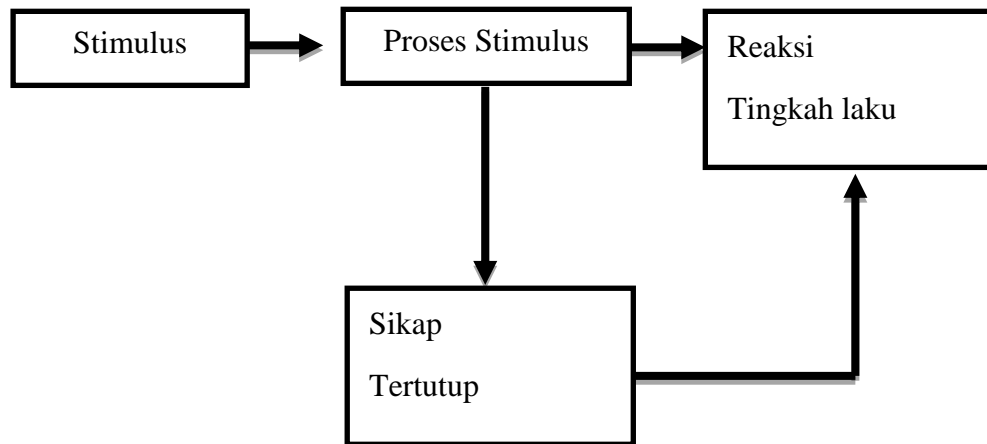 Stimulus
Proses Stimulus
Reaksi
Tingkah laku
Sikap
Tertutup